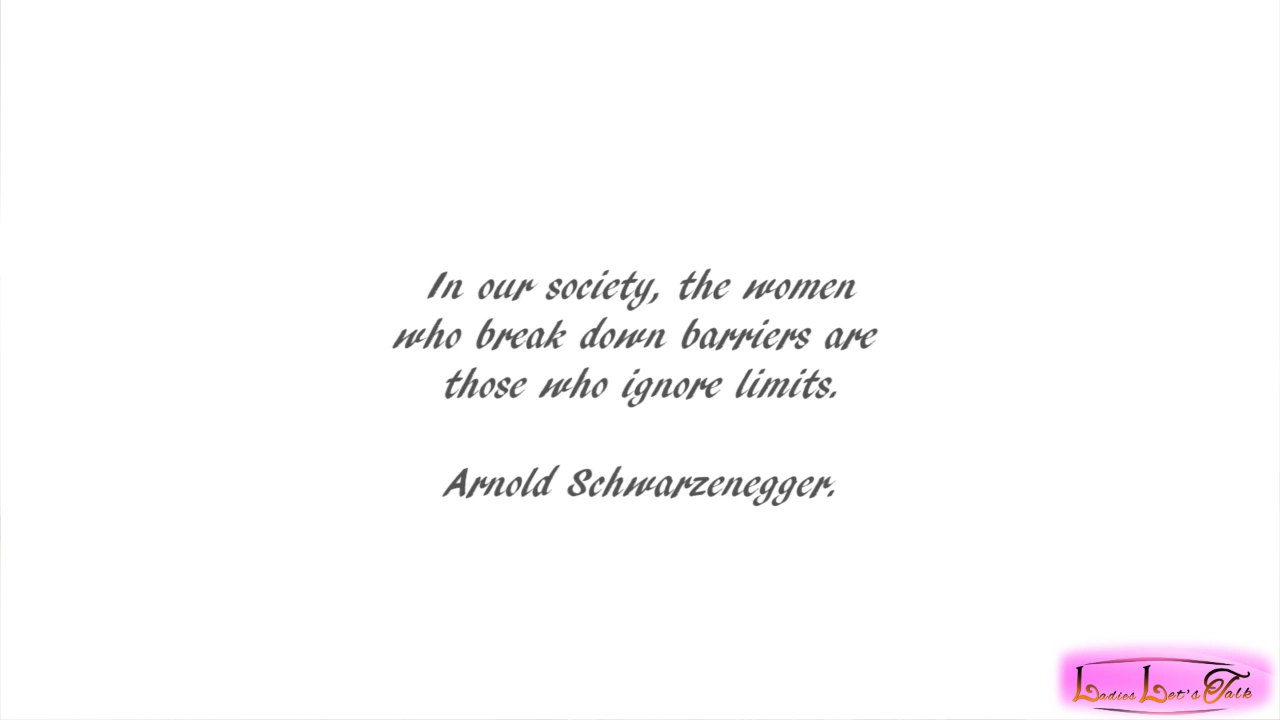 In our society, the women
who break down barriers are
those who ignore limits.
Arnold Schwarzenegger.
Ladies Let's Talk